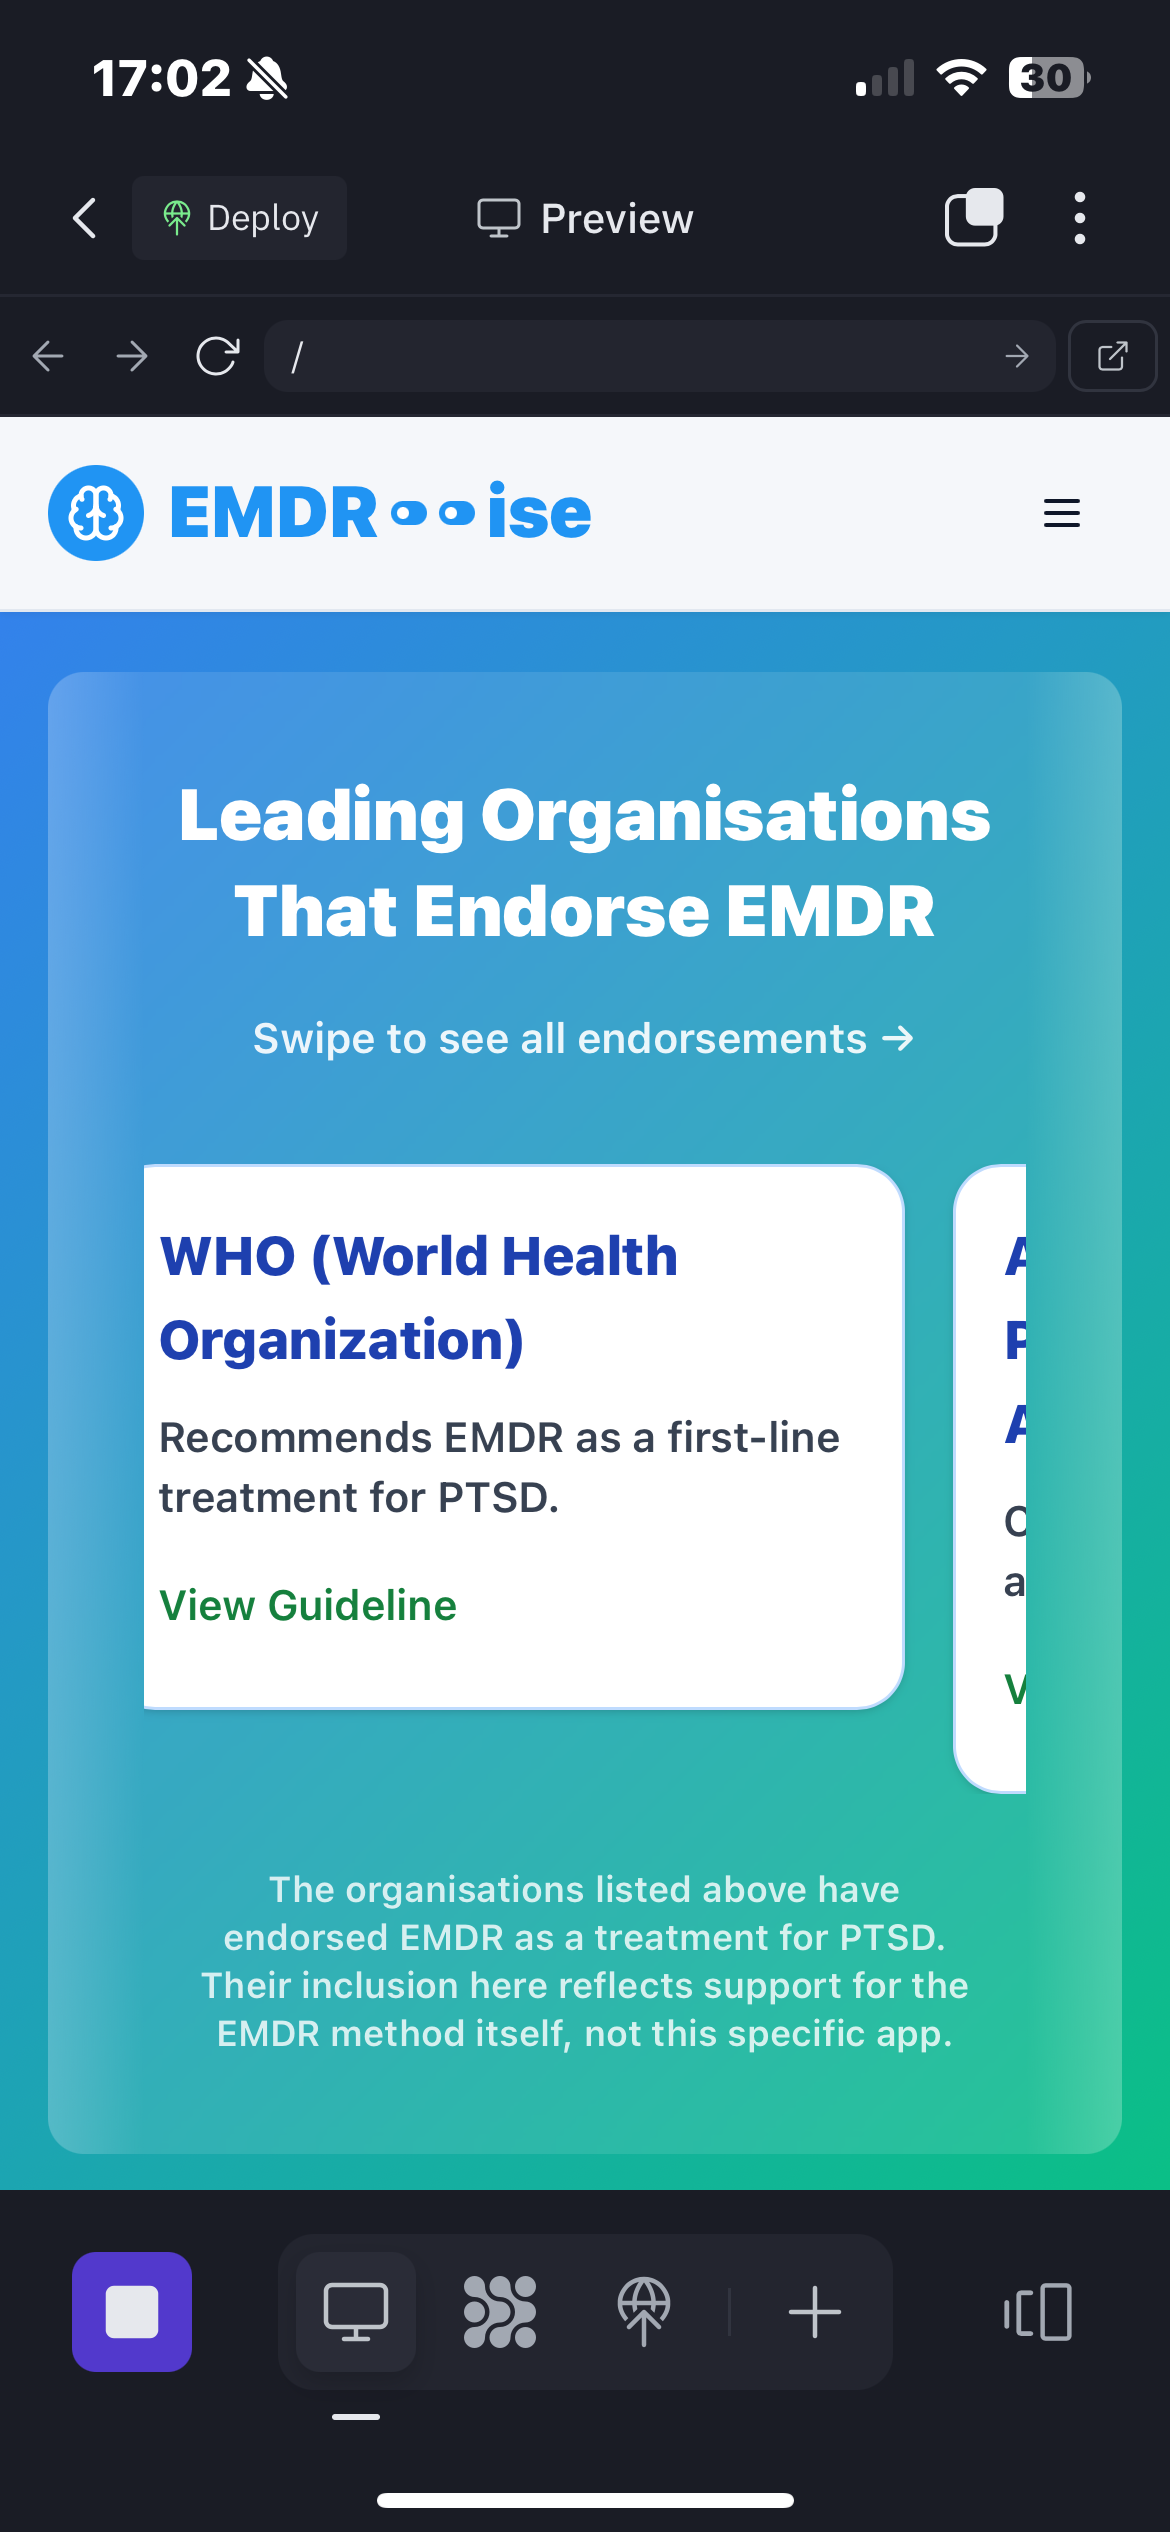 17:02
30
Deploy
Preview
/
EMDR ise
Leading Organisations
That Endorse EMDR
Swipe to see all endorsements →
WHO (World Health
Organization)
Recommends EMDR as a first-line
treatment for PTSD.
View Guideline
A
P
A
a
V
The organisations listed above have
endorsed EMDR as a treatment for PTSD.
Their inclusion here reflects support for the
EMDR method itself, not this specific app.